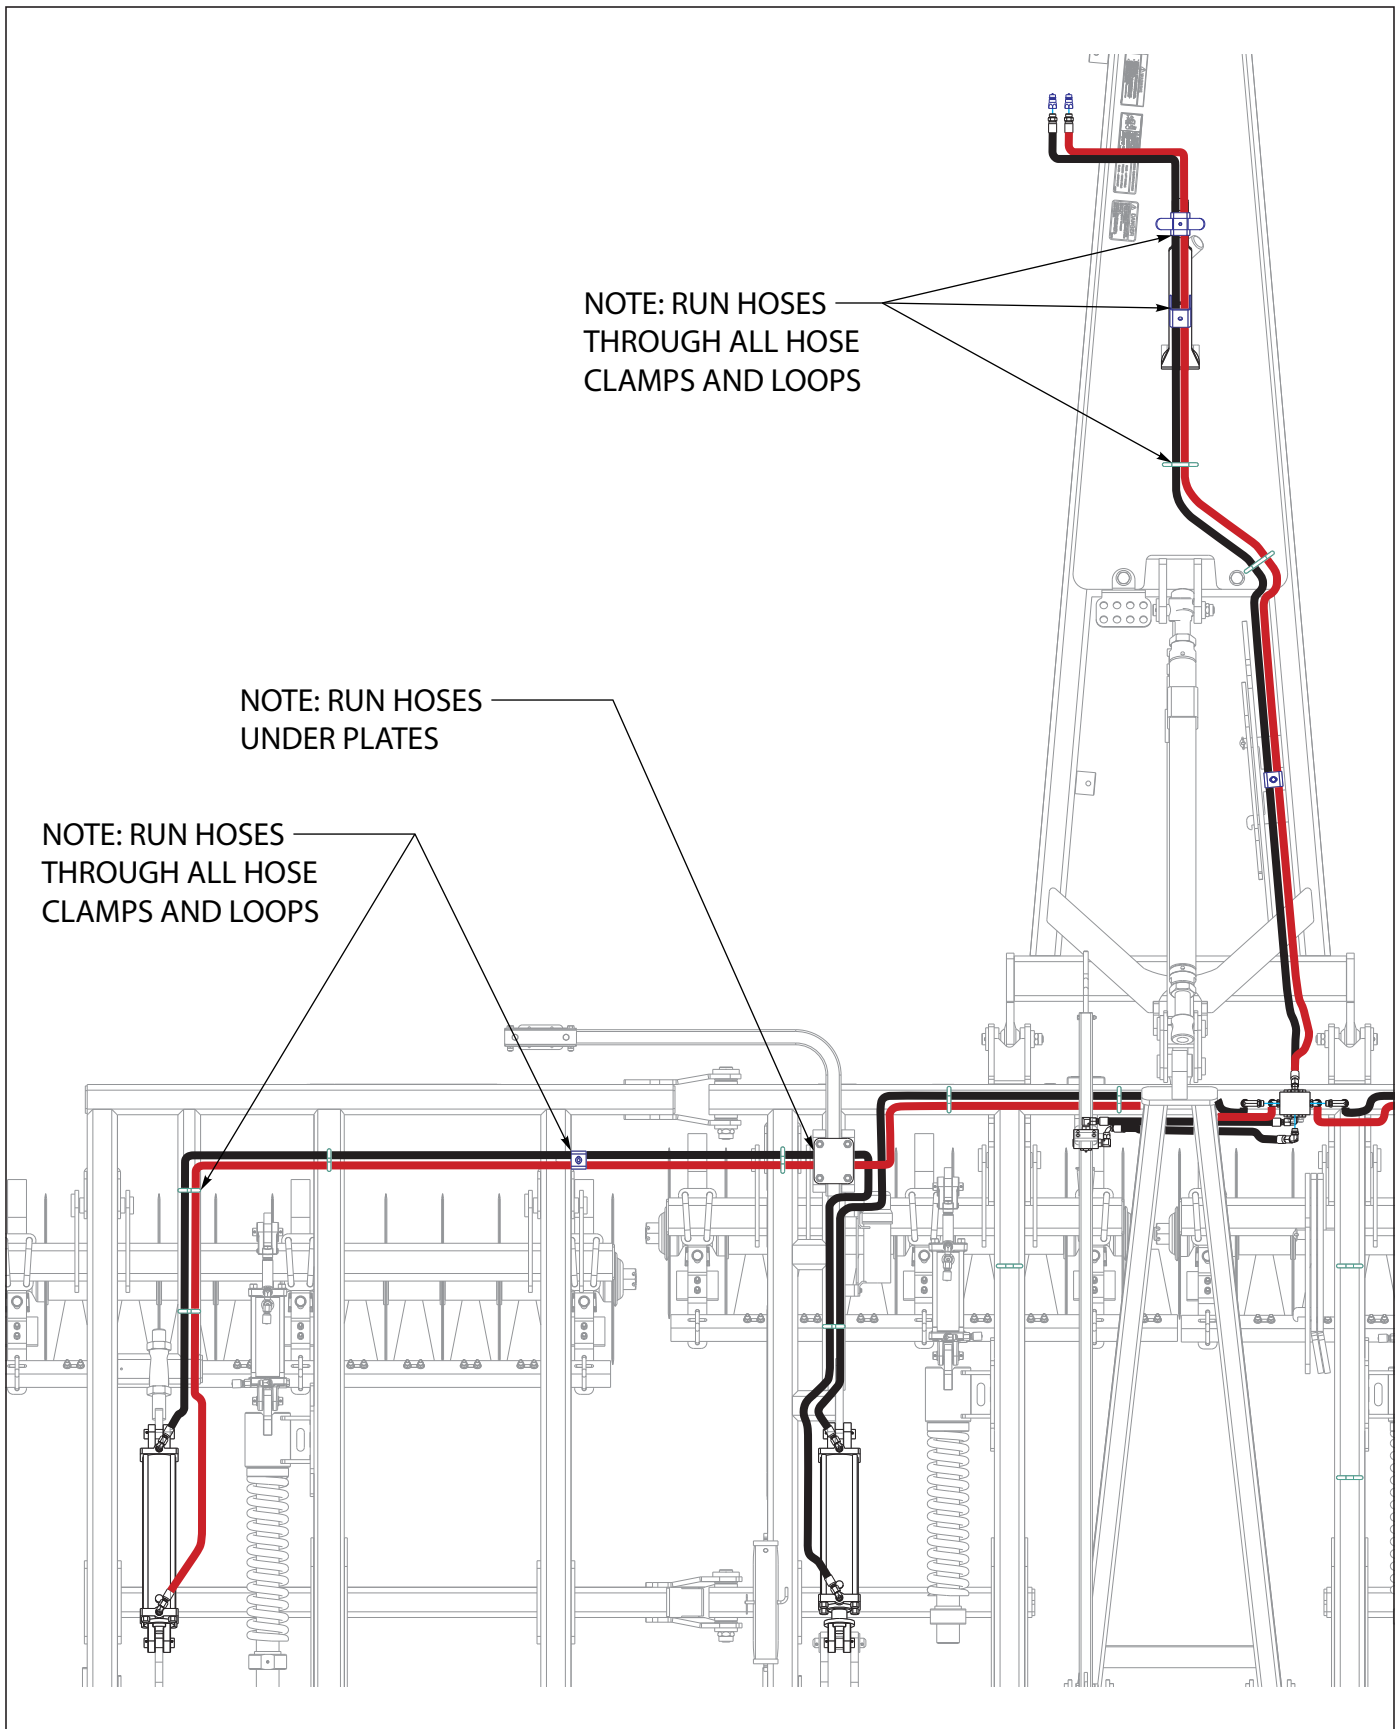 NOTE: RUN HOSES
THROUGH ALL HOSE
CLAMPS AND LOOPS
NOTE: RUN HOSES
UNDER PLATES
NOTE: RUN HOSES
THROUGH ALL HOSE
CLAMPS AND LOOPS